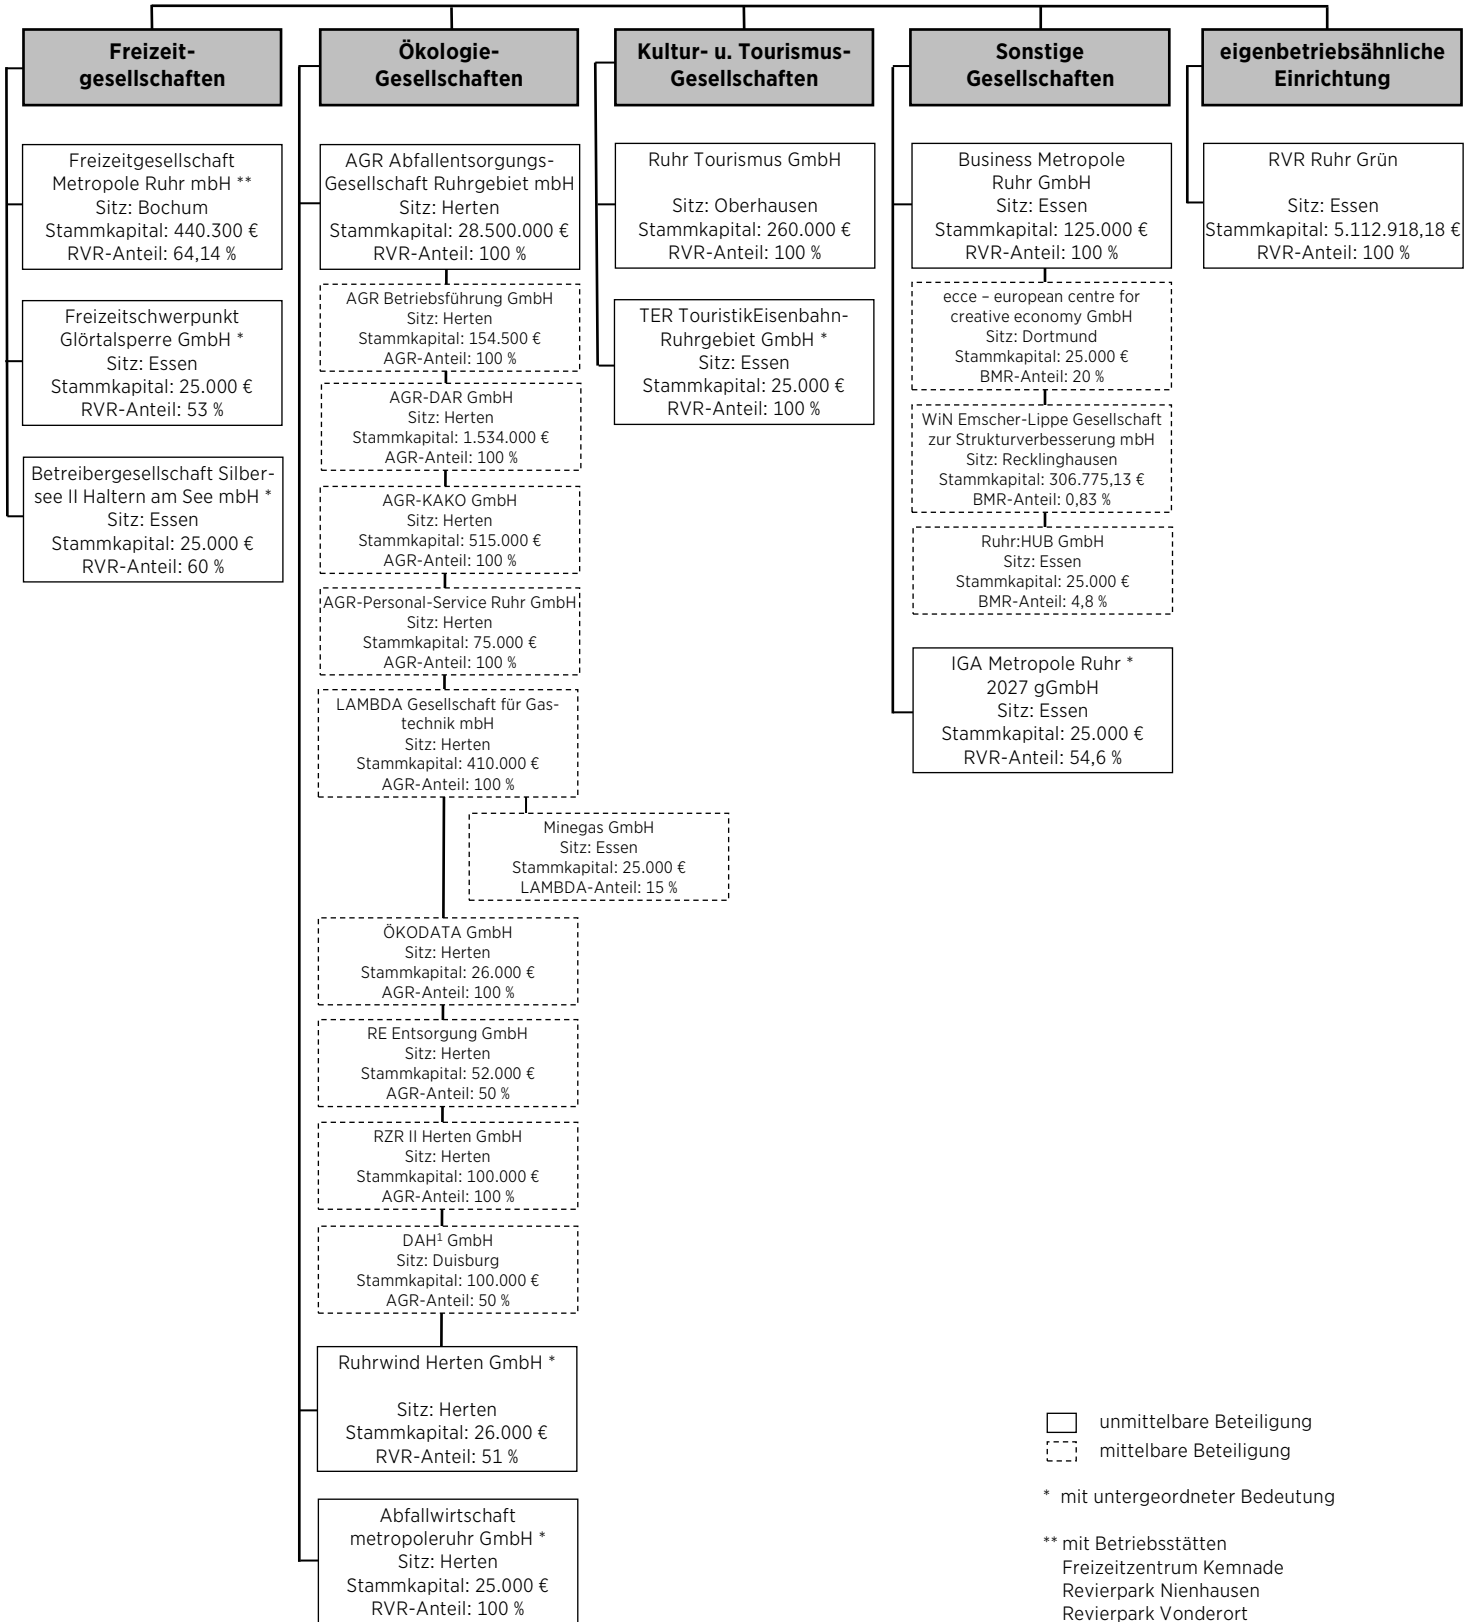 Freizeit-
gesellschaften
Freizeitgesellschaft
Metropole Ruhr mbH **
Sitz: Bochum
Stammkapital: 440.300 €
RVR-Anteil: 64,14 %
Freizeitschwerpunkt
Glörtalsperre GmbH *
Sitz: Essen
Stammkapital: 25.000 €
RVR-Anteil: 53 %
Betreibergesellschaft Silber-
see II Haltern am See mbH *
Sitz: Essen
Stammkapital: 25.000 €
RVR-Anteil: 60 %
Ökologie-
Gesellschaften
AGR Abfallentsorgungs-
Gesellschaft Ruhrgebiet mbH
Sitz: Herten
Stammkapital: 28.500.000 €
RVR-Anteil: 100 %
AGR Betriebsführung GmbH
Sitz: Herten
Stammkapital: 154.500 €
AGR-Anteil: 100 %
AGR-DAR GmbH
Sitz: Herten
Stammkapital: 1.534.000 €
AGR-Anteil: 100 %
AGR-KAKO GmbH
Sitz: Herten
Stammkapital: 515.000 €
AGR-Anteil: 100 %
AGR-Personal-Service Ruhr GmbH
Sitz: Herten
Stammkapital: 75.000 €
AGR-Anteil: 100 %
LAMBDA Gesellschaft für Gas-
technik mbH
Sitz: Herten
Stammkapital: 410.000 €
AGR-Anteil: 100 %
Minegas GmbH
Sitz: Essen
Stammkapital: 25.000 €
LAMBDA-Anteil: 15 %
ÖKODATA GmbH
Sitz: Herten
Stammkapital: 26.000 €
AGR-Anteil: 100 %
RE Entsorgung GmbH
Sitz: Herten
Stammkapital: 52.000 €
AGR-Anteil: 50 %
RZR II Herten GmbH
Sitz: Herten
Stammkapital: 100.000 €
AGR-Anteil: 100 %
DAH¹ GmbH
Sitz: Duisburg
Stammkapital: 100.000 €
AGR-Anteil: 50 %
Ruhrwind Herten GmbH *
Sitz: Herten
Stammkapital: 26.000 €
RVR-Anteil: 51 %
Abfallwirtschaft
metropoleruhr GmbH *
Sitz: Herten
Stammkapital: 25.000 €
RVR-Anteil: 100 %
Kultur- u. Tourismus-
Gesellschaften
Ruhr Tourismus GmbH
Sitz: Oberhausen
Stammkapital: 260.000 €
RVR-Anteil: 100 %
TER TouristikEisenbahn-
Ruhrgebiet GmbH *
Sitz: Essen
Stammkapital: 25.000 €
RVR-Anteil: 100 %
Sonstige
Gesellschaften
Business Metropole
Ruhr GmbH
Sitz: Essen
Stammkapital: 125.000 €
RVR-Anteil: 100 %
ecce – european centre for
creative economy GmbH
Sitz: Dortmund
Stammkapital: 25.000 €
BMR-Anteil: 20 %
WiN Emscher-Lippe Gesellschaft
zur Strukturverbesserung mbH
Sitz: Recklinghausen
Stammkapital: 306.775,13 €
BMR-Anteil: 0,83 %
Ruhr:HUB GmbH
Sitz: Essen
Stammkapital: 25.000 €
BMR-Anteil: 4,8 %
IGA Metropole Ruhr *
2027 gGmbH
Sitz: Essen
Stammkapital: 25.000 €
RVR-Anteil: 54,6 %
eigenbetriebsähnliche
Einrichtung
RVR Ruhr Grün
Sitz: Essen
Stammkapital: 5.112.918,18 €
RVR-Anteil: 100 %
unmittelbare Beteiligung
mittelbare Beteiligung
* mit untergeordneter Bedeutung
** mit Betriebsstätten
Freizeitzentrum Kemnade
Revierpark Nienhausen
Revierpark Vonderort